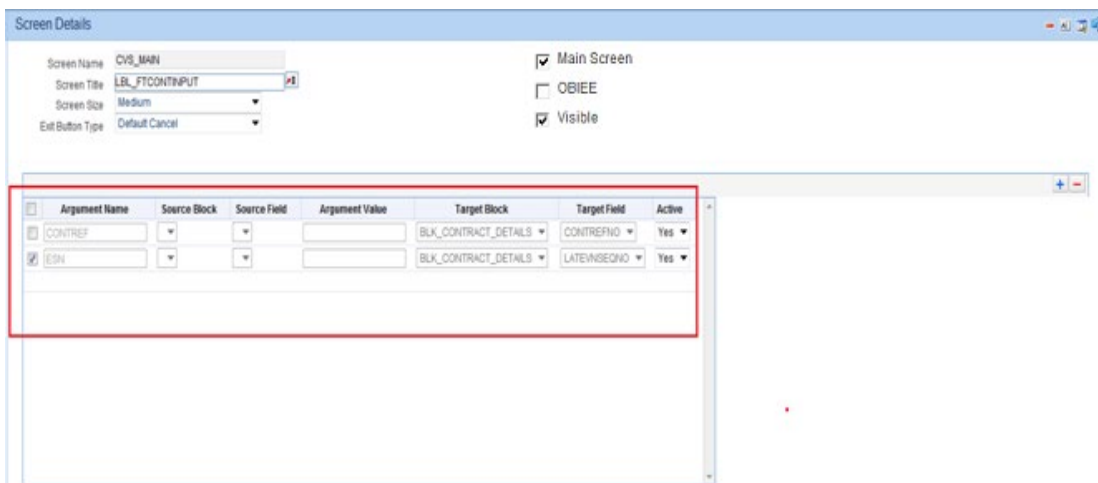 Screen Details
Screen Name CVS_MAIN
Screen Title LBL_FTCONTINPUT
Screen Size Medium
Exit Button Type Default Cancel
Main Screen
OBIEE
Visible
Argument Name Source Block Source Field Argument Value Target Block Target Field Active
CONTREF BLK_CONTRACT_DETAILS CONTREFNO Yes
ESN BLK_CONTRACT_DETAILS LATEVNSEQNO Yes